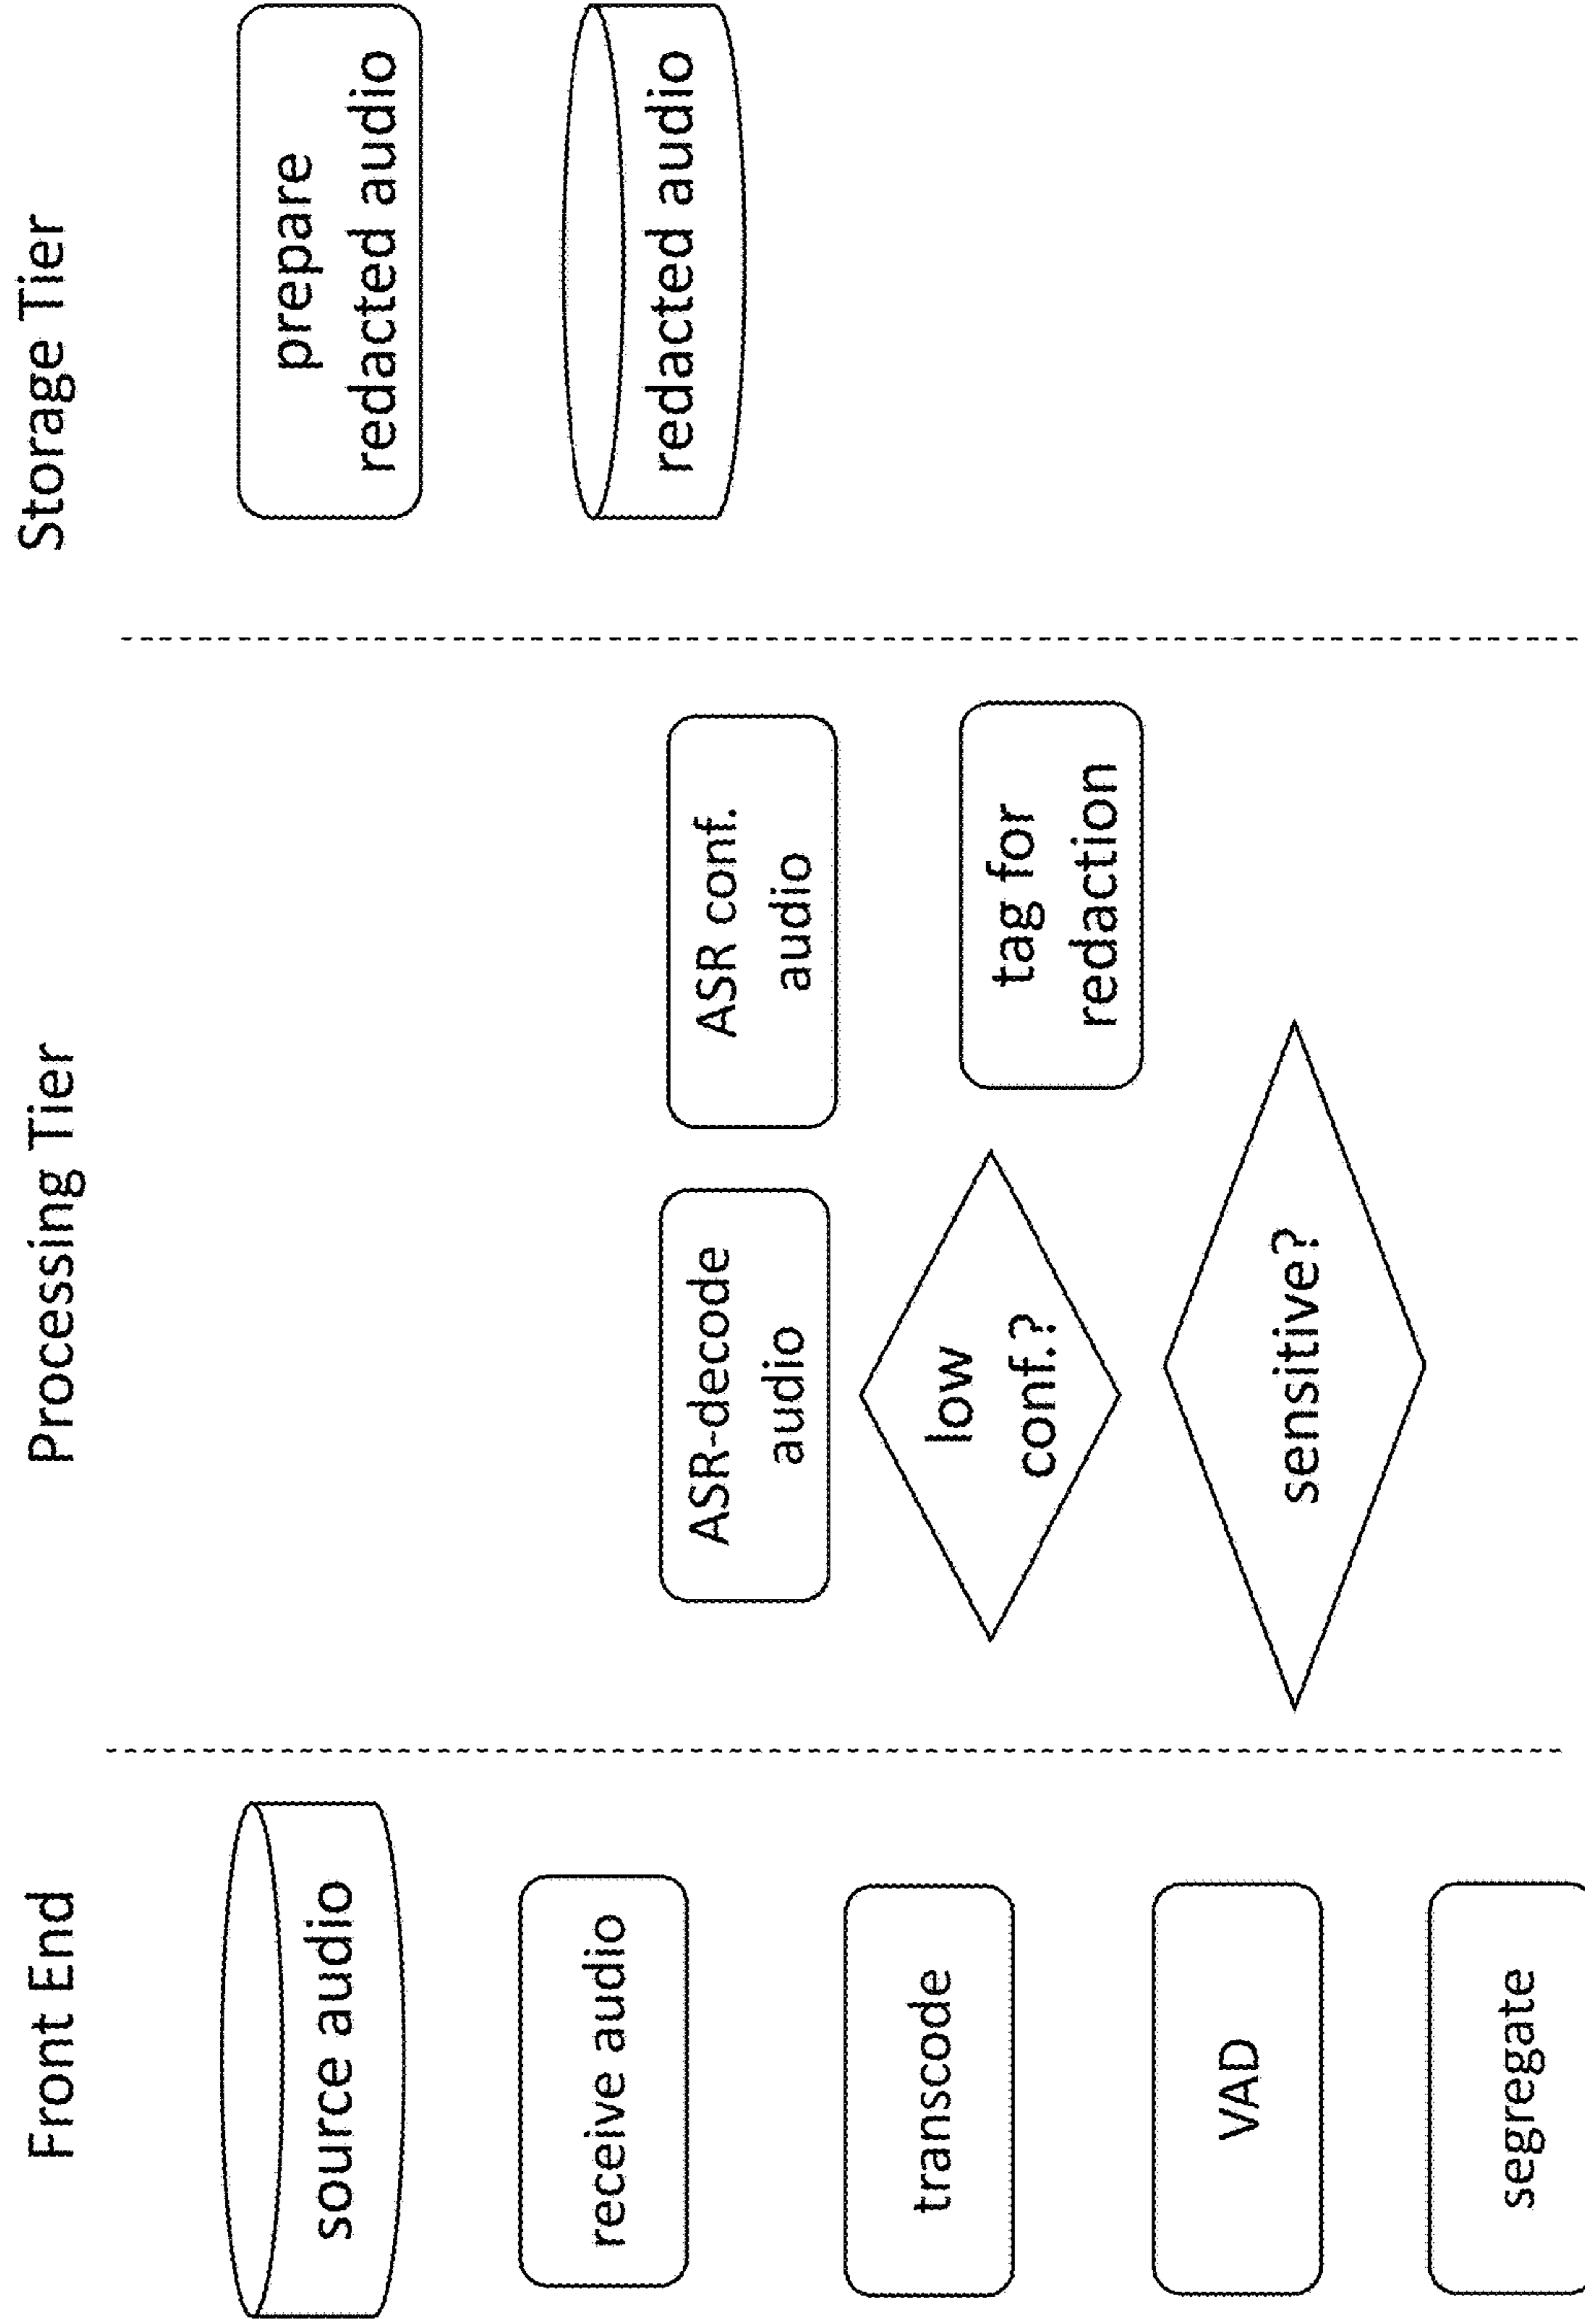 Front End
source audio
receive audio
transcode
VAD
segregate
Processing Tier
ASR-decode
audio
ASR conf.
audio
low
conf.?
tag for
redaction
sensitive?
Storage Tier
prepare
redacted audio
redacted audio